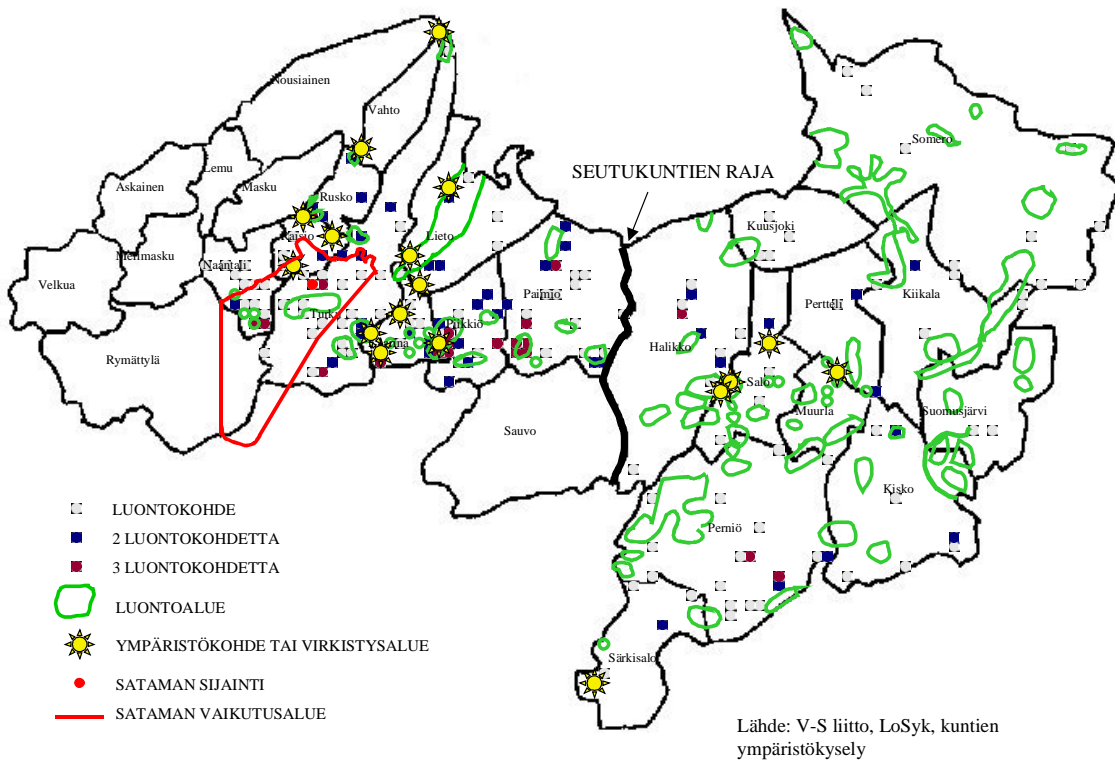 Nousiainen
Vahto
Somero
Lemu
Askainen
Masku
SEUTUKUNTIEN RAJA
Rusko
Raisio
Lieto
Kuusjoki
Merimasku
Naantali
Velkua
Paimio
Kiikala
Pertteli
Turku
Piikkiö
Kaarina
Rymättylä
Halikko
Salo
Muurla
Suomusjärvi
Sauvo
Kisko
Perniö
Särkisalo
LUONTOKOHDE
2 LUONTOKOHDETTA
3 LUONTOKOHDETTA
LUONTOALUE
YMPÄRISTÖKOHDE TAI VIRKISTYSALUE
SATAMAN SIJAINTI
SATAMAN VAIKUTUSALUE
Lähde: V-S liitto, LoSyk, kuntien
ympäristökysely